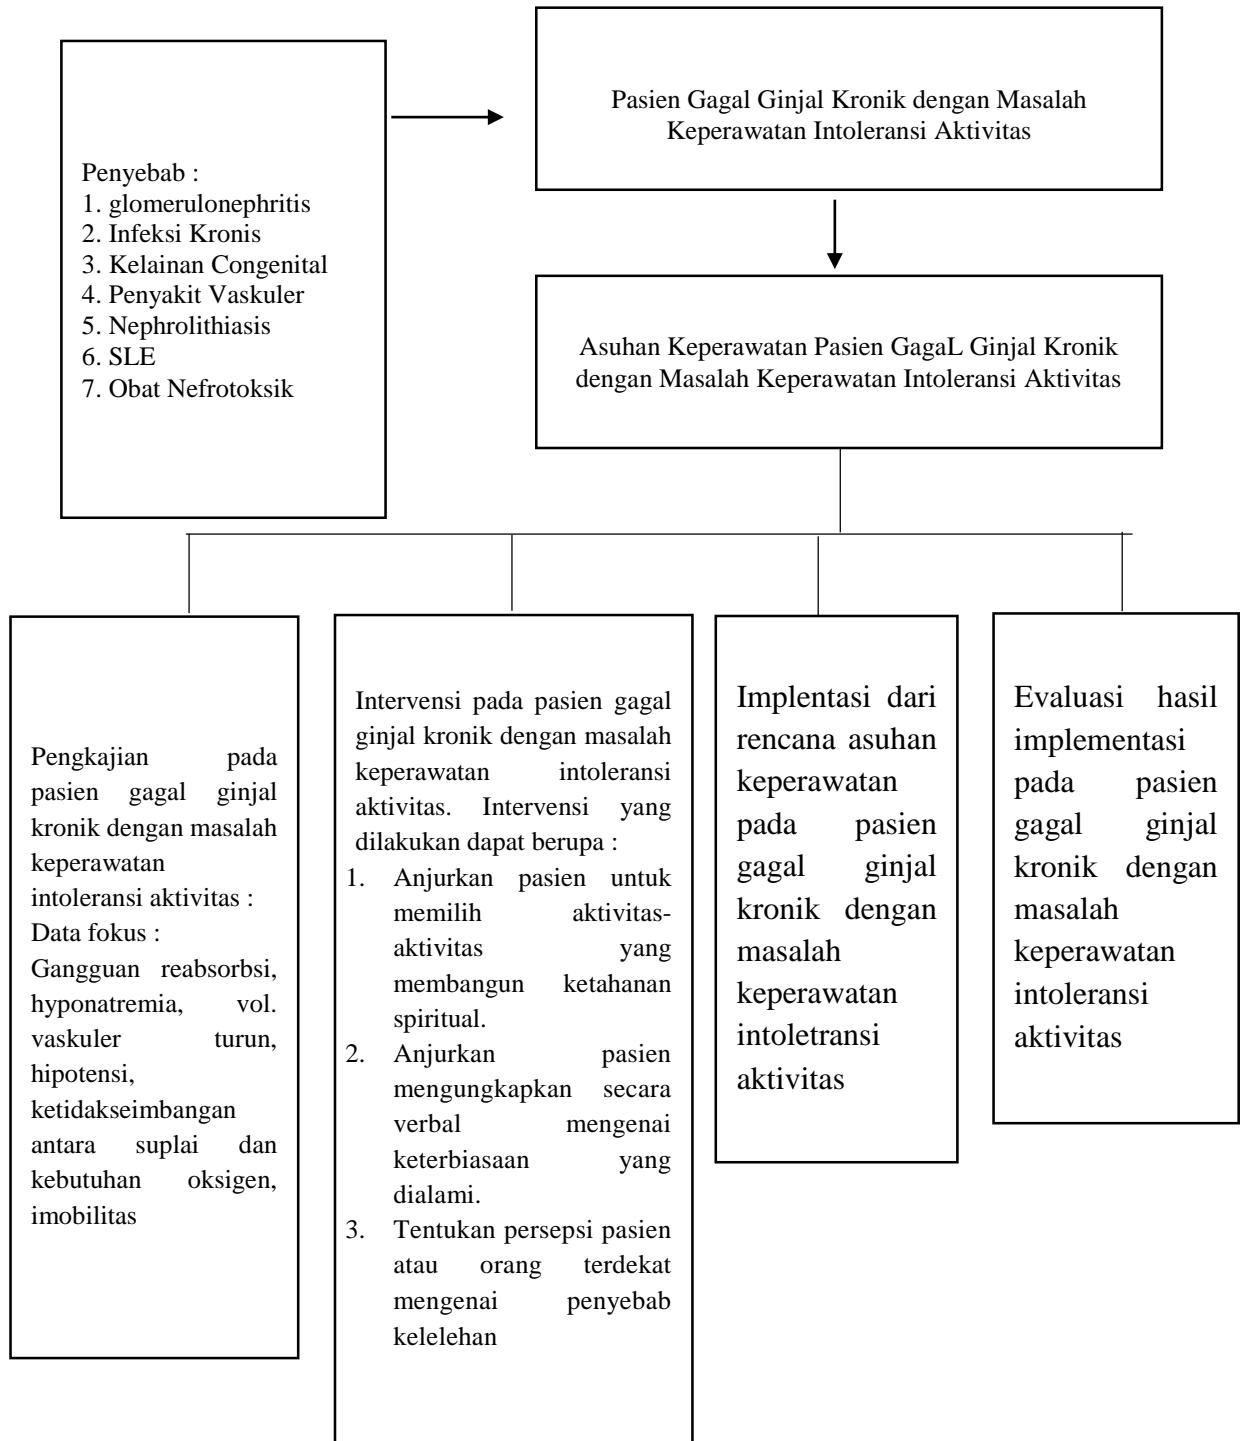 Penyebab :
1. glomerulonephritis
2. Infeksi Kronis
3. Kelainan Congenital
4. Penyakit Vaskuler
5. Nephrolithiasis
6. SLE
7. Obat Nefrotoksik
Pasien Gagal Ginjal Kronik dengan Masalah
Keperawatan Intoleransi Aktivitas
Asuhan Keperawatan Pasien GagaL Ginjal Kronik
dengan Masalah Keperawatan Intoleransi Aktivitas
Pengkajian pada
pasien gagal ginjal
kronik dengan masalah
keperawatan
intoleransi aktivitas :
Data fokus :
Gangguan reabsorbsi,
hyponatremia, vol.
vaskuler turun,
hipotensi,
ketidakseimbangan
antara suplai dan
kebutuhan oksigen,
imobilitas
Intervensi pada pasien gagal
ginjal kronik dengan masalah
keperawatan intoleransi
aktivitas. Intervensi yang
dilakukan dapat berupa :
1. Anjurkan pasien untuk
memilih aktivitas-
aktivitas yang
membangun ketahanan
spiritual.
2. Anjurkan pasien
mengungkapkan secara
verbal mengenai
keterbiasaan yang
dialami.
3. Tentukan persepsi pasien
atau orang terdekat
mengenai penyebab
kelelehan
Implentasi dari
rencana asuhan
keperawatan
pada pasien
gagal ginjal
kronik dengan
masalah
keperawatan
intoletransi
aktivitas
Evaluasi hasil
implementasi
pada pasien
gagal ginjal
kronik dengan
masalah
keperawatan
intoleransi
aktivitas